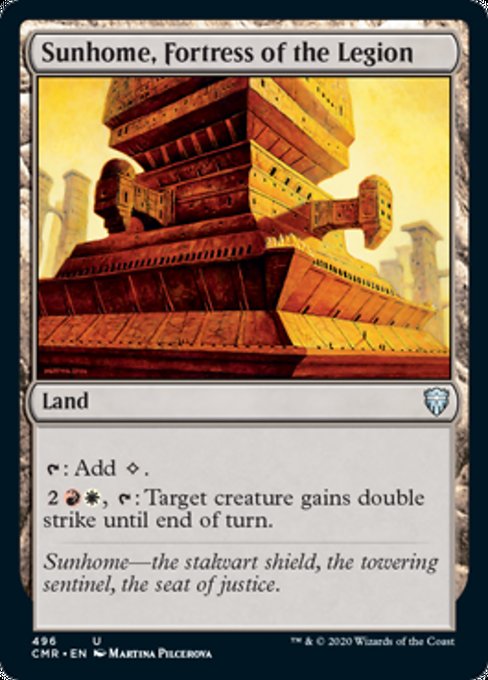 Sunhome, Fortress of the Legion
Land
: Add .
2, : Target creature gains double
strike until end of turn.
Sunhome—the stalwart shield, the towering
sentinel, the seat of justice.
496 U
CMR • EN MARTINA PILCEROVA
™ & © 2020 Wizards of the Coast